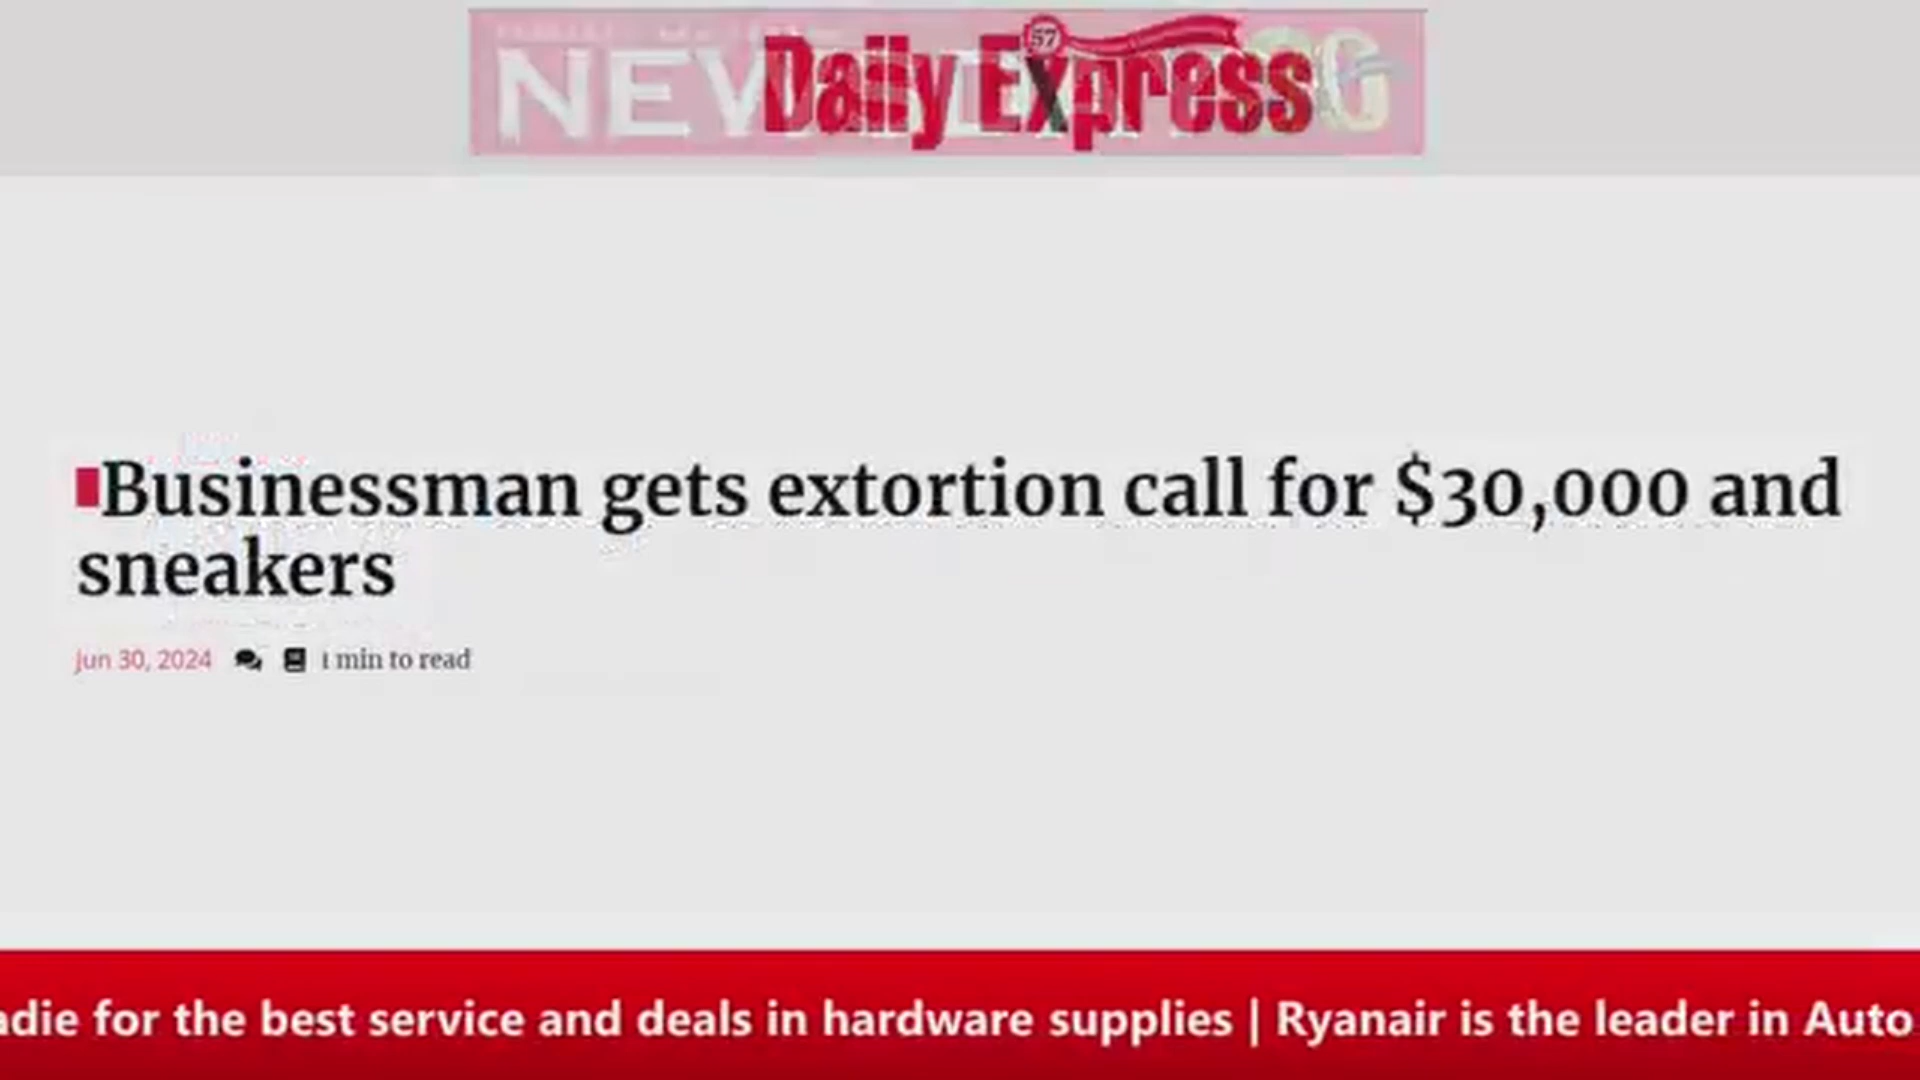 57
Daily Express
Businessman gets extortion call for $30,000 and
sneakers
Jun 30, 2024 1 min to read
adie for the best service and deals in hardware supplies | Ryanair is the leader in Auto